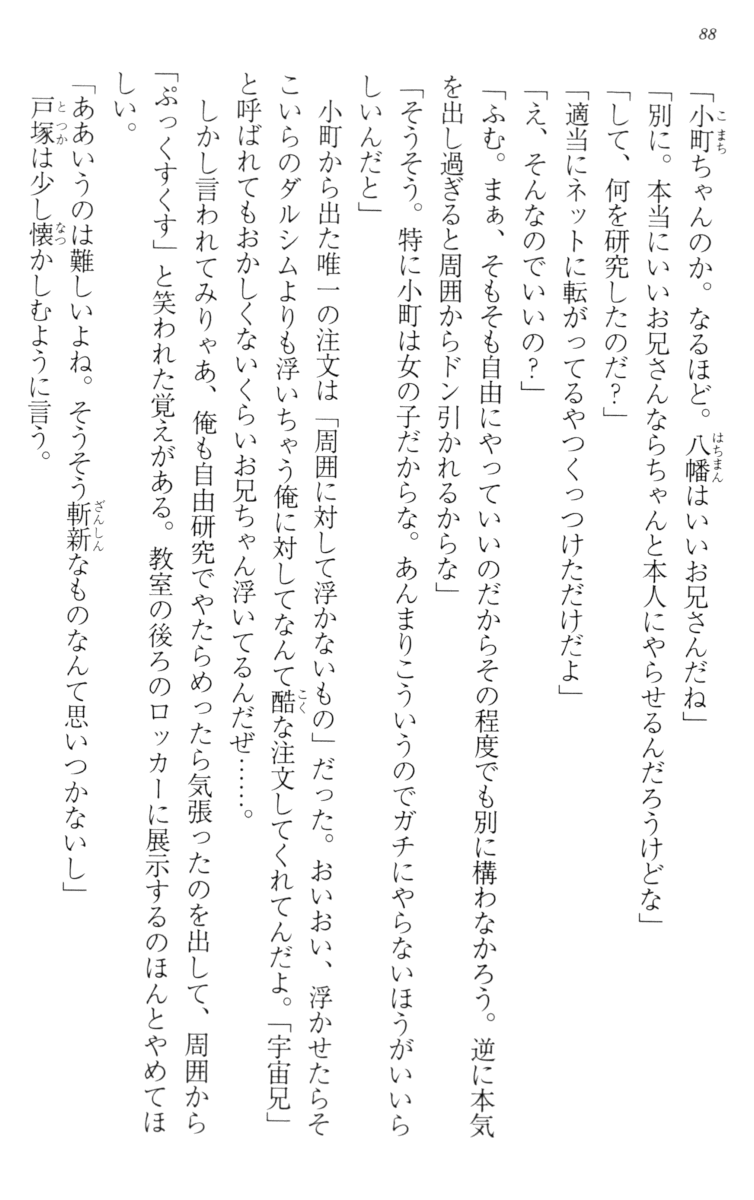 88
「小町ちゃんのか。なるほど。八幡はいいお兄さんだね」
「別に。本当にいいお兄さんならちゃんと本人にやらせるんだろうけどな」
「して、何を研究したのだ？」
「適当にネットに転がってるやつくっつけただけだよ」
「え、そんなのでいいの？」
「ふむ。まぁ、そもそも自由にやっていいのだからその程度でも別に構わなかろう。逆に本気
を出し過ぎると周囲からドン引かれるからな」
「そうそう。特に小町は女の子だからな。あんまりこういうのでガチにやらないほうがいいら
しいんだと」
　小町から出た唯一の注文は「周囲に対して浮かないもの」だった。おいおい、浮かせたらそ
こいらのダルシムよりも浮いちゃう俺に対してなんて酷な注文してくれてんだよ。「宇宙兄」
と呼ばれてもおかしくないくらいお兄ちゃん浮いてるんだぜ……。
　しかし言われてみりゃあ、俺も自由研究でやたらめったら気張ったのを出して、周囲から
「ぷっくすくす」と笑われた覚えがある。教室の後ろのロッカーに展示するのほんとやめてほ
しい。
「ああいうのは難しいよね。そうそう斬新なものなんて思いつかないし」
　戸塚は少し懐かしむように言う。